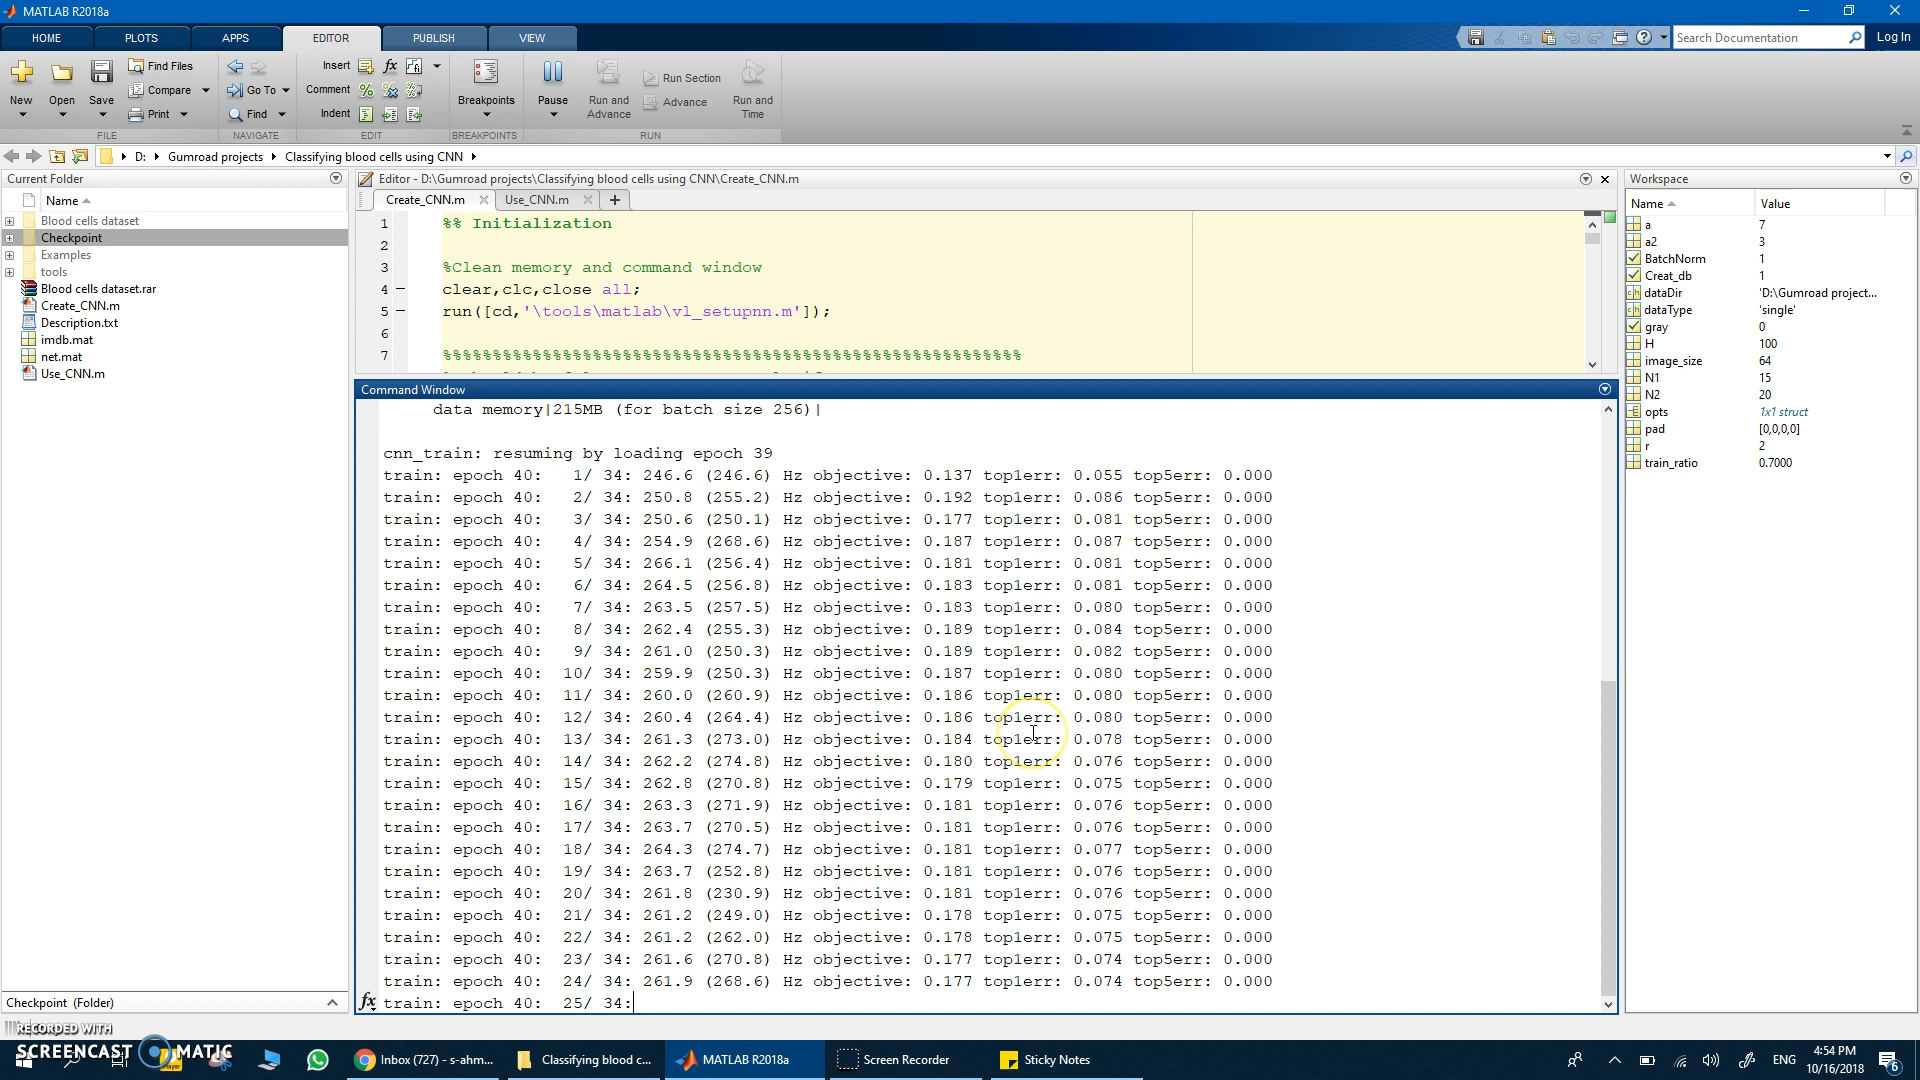 MATLAB R2018a
HOME PLOTS APPS EDITOR PUBLISH VIEW
Search Documentation
Log In
New Open Save
Find Files
Compare
Print
FILE
Go To
Find
NAVIGATE
Insert fx
Comment
Indent
EDIT
Breakpoints
BREAKPOINTS
Pause
Run and Advance
Run Section
Advance
Run and Time
RUN
D: Gumroad projects Classifying blood cells using CNN
Current Folder
Name
Blood cells dataset
Checkpoint
Examples
tools
Blood cells dataset.rar
Create_CNN.m
Description.txt
imdb.mat
net.mat
Use_CNN.m
Checkpoint (Folder)
Editor - D:\Gumroad projects\Classifying blood cells using CNN\Create_CNN.m
Create_CNN.m Use_CNN.m
1 %% Initialization
2
3 %Clean memory and command window
4 clear,clc,close all;
5 run([cd,'\tools\matlab\vl_setupnn.m']);
6
7 %%%%%%%%%%%%%%%%%%%%%%%%%%%%%%%%%%%%%%%%%%%%%%%%%%%%%%%%%%
Command Window
data memory|215MB (for batch size 256)|
cnn_train: resuming by loading epoch 39
train: epoch 40: 1/ 34: 246.6 (246.6) Hz objective: 0.137 top1err: 0.055 top5err: 0.000
train: epoch 40: 2/ 34: 250.8 (255.2) Hz objective: 0.192 top1err: 0.086 top5err: 0.000
train: epoch 40: 3/ 34: 250.6 (250.1) Hz objective: 0.177 top1err: 0.081 top5err: 0.000
train: epoch 40: 4/ 34: 254.9 (268.6) Hz objective: 0.187 top1err: 0.087 top5err: 0.000
train: epoch 40: 5/ 34: 266.1 (256.4) Hz objective: 0.181 top1err: 0.081 top5err: 0.000
train: epoch 40: 6/ 34: 264.5 (256.8) Hz objective: 0.183 top1err: 0.081 top5err: 0.000
train: epoch 40: 7/ 34: 263.5 (257.5) Hz objective: 0.183 top1err: 0.080 top5err: 0.000
train: epoch 40: 8/ 34: 262.4 (255.3) Hz objective: 0.189 top1err: 0.084 top5err: 0.000
train: epoch 40: 9/ 34: 261.0 (250.3) Hz objective: 0.189 top1err: 0.082 top5err: 0.000
train: epoch 40: 10/ 34: 259.9 (250.3) Hz objective: 0.187 top1err: 0.080 top5err: 0.000
train: epoch 40: 11/ 34: 260.0 (260.9) Hz objective: 0.186 top1err: 0.080 top5err: 0.000
train: epoch 40: 12/ 34: 260.4 (264.4) Hz objective: 0.186 top1err: 0.080 top5err: 0.000
train: epoch 40: 13/ 34: 261.3 (273.0) Hz objective: 0.184 top1err: 0.078 top5err: 0.000
train: epoch 40: 14/ 34: 262.2 (274.8) Hz objective: 0.180 top1err: 0.076 top5err: 0.000
train: epoch 40: 15/ 34: 262.8 (270.8) Hz objective: 0.179 top1err: 0.075 top5err: 0.000
train: epoch 40: 16/ 34: 263.3 (271.9) Hz objective: 0.181 top1err: 0.076 top5err: 0.000
train: epoch 40: 17/ 34: 263.7 (270.5) Hz objective: 0.181 top1err: 0.076 top5err: 0.000
train: epoch 40: 18/ 34: 264.3 (274.7) Hz objective: 0.181 top1err: 0.077 top5err: 0.000
train: epoch 40: 19/ 34: 263.7 (252.8) Hz objective: 0.181 top1err: 0.076 top5err: 0.000
train: epoch 40: 20/ 34: 261.8 (230.9) Hz objective: 0.181 top1err: 0.076 top5err: 0.000
train: epoch 40: 21/ 34: 261.2 (249.0) Hz objective: 0.178 top1err: 0.075 top5err: 0.000
train: epoch 40: 22/ 34: 261.2 (262.0) Hz objective: 0.178 top1err: 0.075 top5err: 0.000
train: epoch 40: 23/ 34: 261.6 (270.8) Hz objective: 0.177 top1err: 0.074 top5err: 0.000
train: epoch 40: 24/ 34: 261.9 (268.6) Hz objective: 0.177 top1err: 0.074 top5err: 0.000
fx train: epoch 40: 25/ 34:
Workspace
Name Value
a 7
a2 3
BatchNorm 1
Creat_db 1
dataDir 'D:\Gumroad project...
dataType 'single'
gray 0
H 100
image_size 64
N1 15
N2 20
opts 1x1 struct
pad [0,0,0,0]
r 2
train_ratio 0.7000
RECORDED WITH
SCREENCAST MATIC
Inbox (727) - s-ahm...
Classifying blood c...
MATLAB R2018a
Screen Recorder
Sticky Notes
ENG
4:54 PM
10/16/2018
6